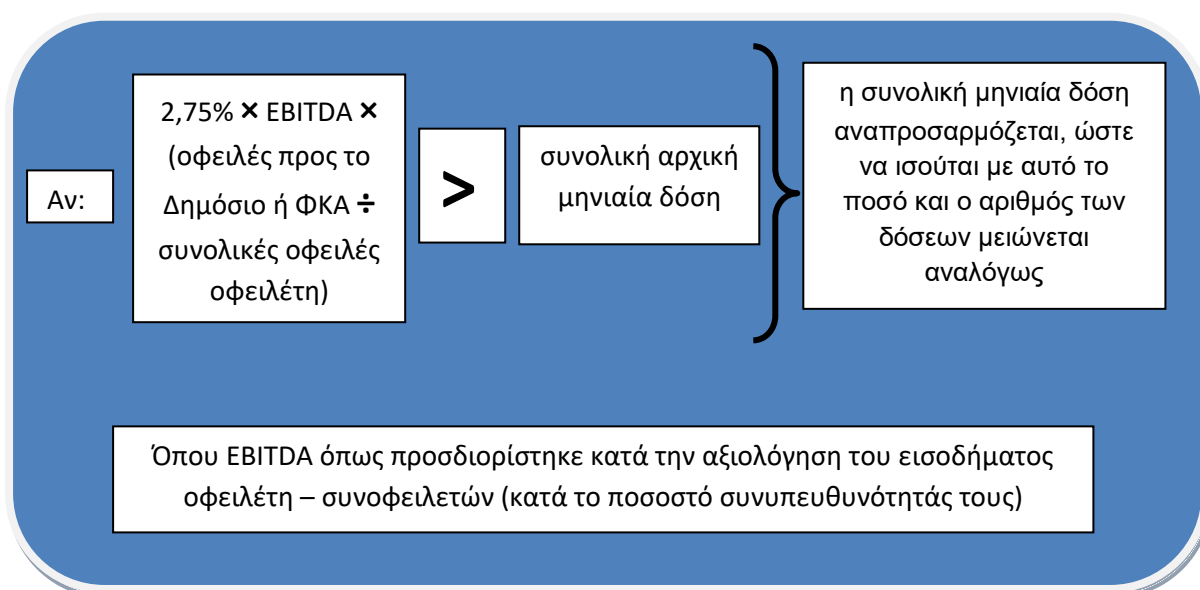 Αν:
2,75% × EBITDA ×
(οφειλές προς το
Δημόσιο ή ΦΚΑ ÷
συνολικές οφειλές
οφειλέτη)
>
συνολική αρχική
μηνιαία δόση
η συνολική μηνιαία δόση
αναπροσαρμόζεται, ώστε
να ισούται με αυτό το
ποσό και ο αριθμός των
δόσεων μειώνεται
αναλόγως
Όπου EBITDA όπως προσδιορίστηκε κατά την αξιολόγηση του εισοδήματος
οφειλέτη – συνοφειλετών (κατά το ποσοστό συνυπευθυνότητάς τους)